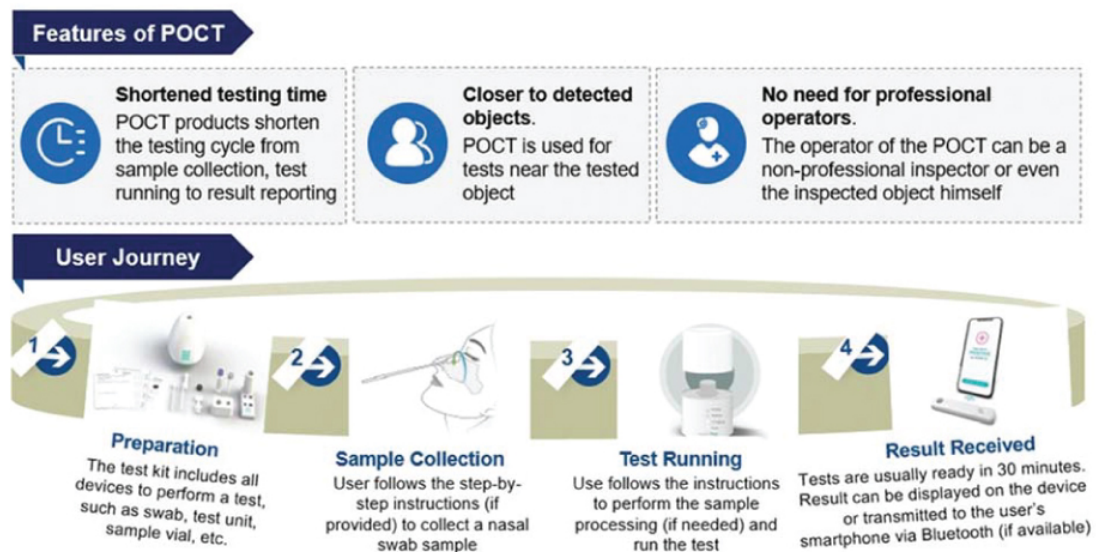 Features of POCT
Shortened testing time
POCT products shorten
the testing cycle from
sample collection, test
running to result reporting
Closer to detected
objects.
POCT is used for
tests near the tested
object
No need for professional
operators.
The operator of the POCT can be a
non-professional inspector or even
the inspected object himself
User Journey
1
Preparation
The test kit includes all
devices to perform a test,
such as swab, test unit,
sample vial, etc.
2
Sample Collection
User follows the step-by-
step instructions (if
provided) to collect a nasal
swab sample
3
Test Running
Use follows the instructions
to perform the sample
processing (if needed) and
run the test
4
Result Received
Tests are usually ready in 30 minutes.
Result can be displayed on the device
or transmitted to the user's
smartphone via Bluetooth (if available)